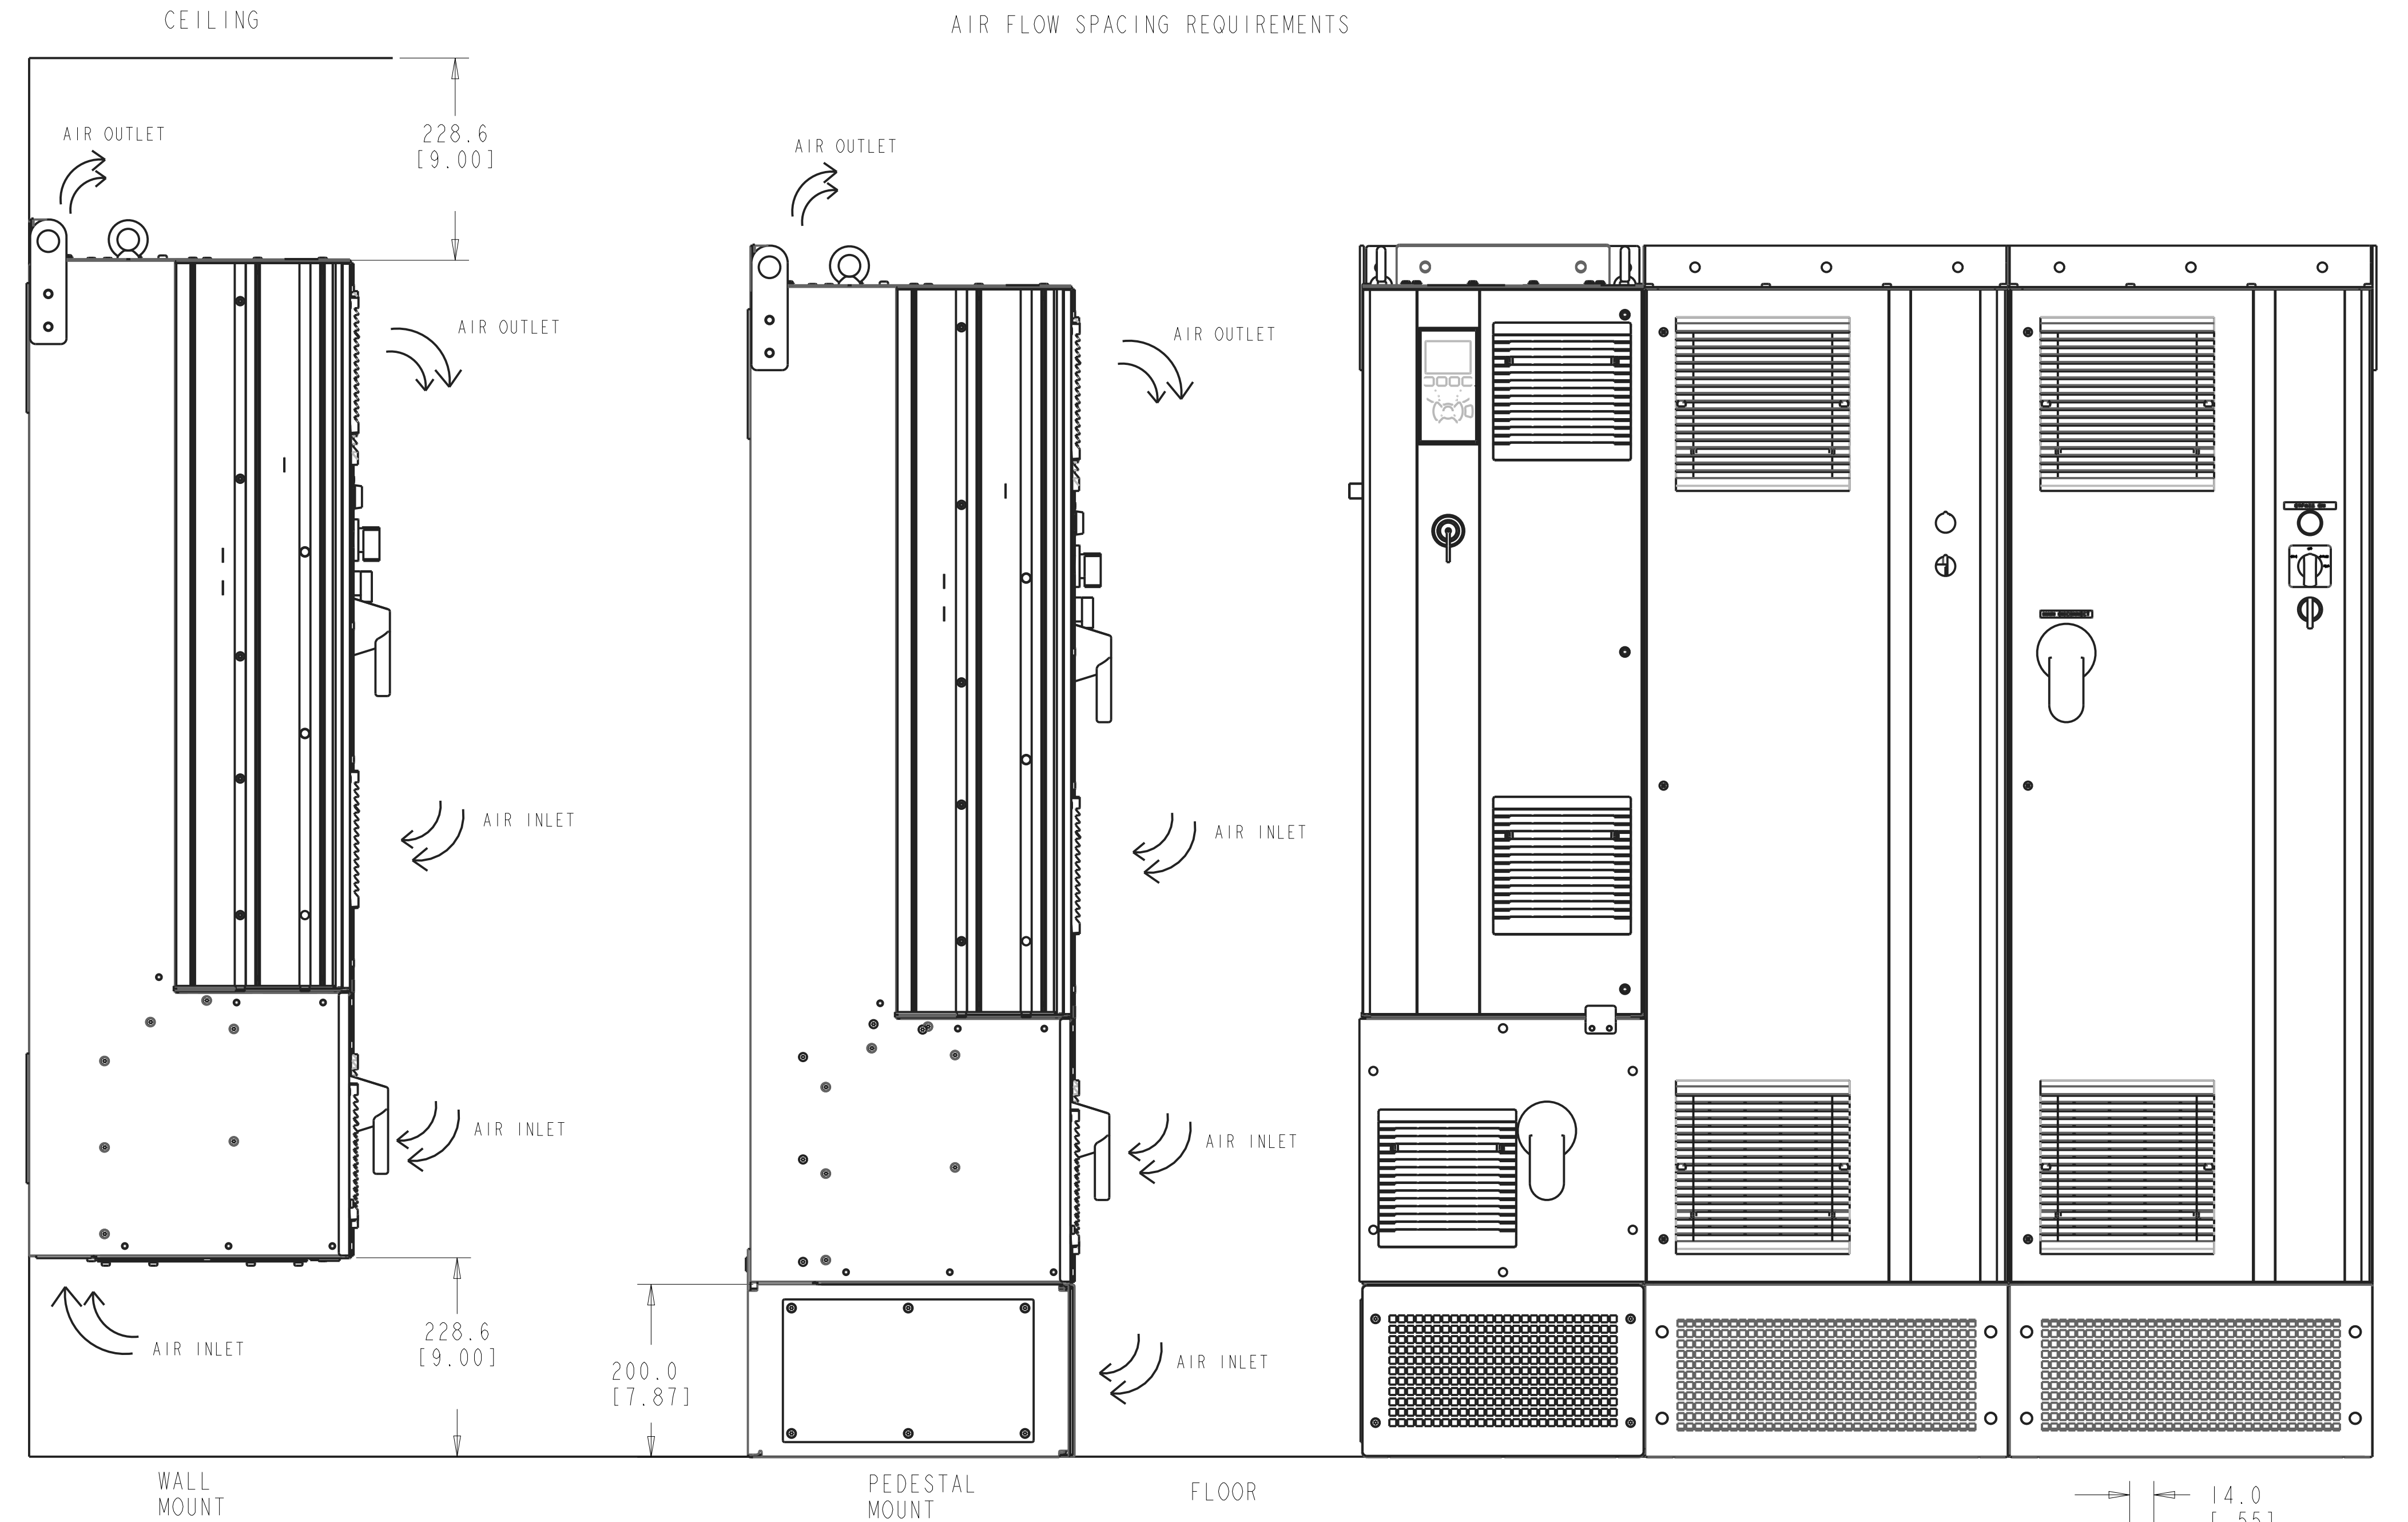 CEILING
AIR FLOW SPACING REQUIREMENTS
AIR OUTLET
228.6
[9.00]
AIR OUTLET
AIR OUTLET
AIR OUTLET
AIR INLET
AIR INLET
AIR INLET
AIR INLET
AIR INLET
228.6
[9.00]
200.0
[7.87]
AIR INLET
WALL
MOUNT
PEDESTAL
MOUNT
FLOOR
14.0
[.55]